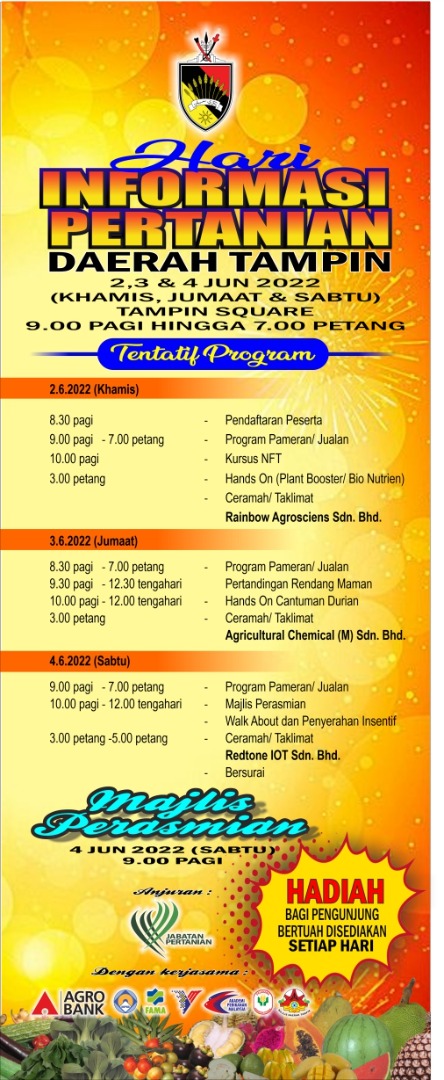 Hari
INFORMASI
PERTANIAN
DAERAH TAMPIN
2,3 & 4 JUN 2022
(KHAMIS, JUMAAT & SABTU)
TAMPIN SQUARE
9.00 PAGI HINGGA 7.00 PETANG
Tentatif Program
2.6.2022 (Khamis)
8.30 pagi - Pendaftaran Peserta
9.00 pagi - 7.00 petang - Program Pameran/ Jualan
10.00 pagi - Kursus NFT
3.00 petang - Hands On (Plant Booster/ Bio Nutrien)
- Ceramah/ Taklimat
Rainbow Agrosciens Sdn. Bhd.
3.6.2022 (Jumaat)
8.30 pagi - 7.00 petang - Program Pameran/ Jualan
9.30 pagi - 12.30 tengahari - Pertandingan Rendang Maman
10.00 pagi - 12.00 tengahari - Hands On Cantuman Durian
3.00 petang - Ceramah/ Taklimat
Agricultural Chemical (M) Sdn. Bhd.
4.6.2022 (Sabtu)
9.00 pagi - 7.00 petang - Program Pameran/ Jualan
10.00 pagi - 12.00 tengahari - Majlis Perasmian
- Walk About dan Penyerahan Insentif
3.00 petang -5.00 petang - Ceramah/ Taklimat
Redtone IOT Sdn. Bhd.
- Bersurai
Majlis
Perasmian
4 JUN 2022 (SABTU)
9.00 PAGI
Anjuran :
JABATAN
PERTANIAN
HADIAH
BAGI PENGUNJUNG
BERTUAH DISEDIAKAN
SETIAP HARI
Dengan kerjasama :
AGRO
BANK
FAMA